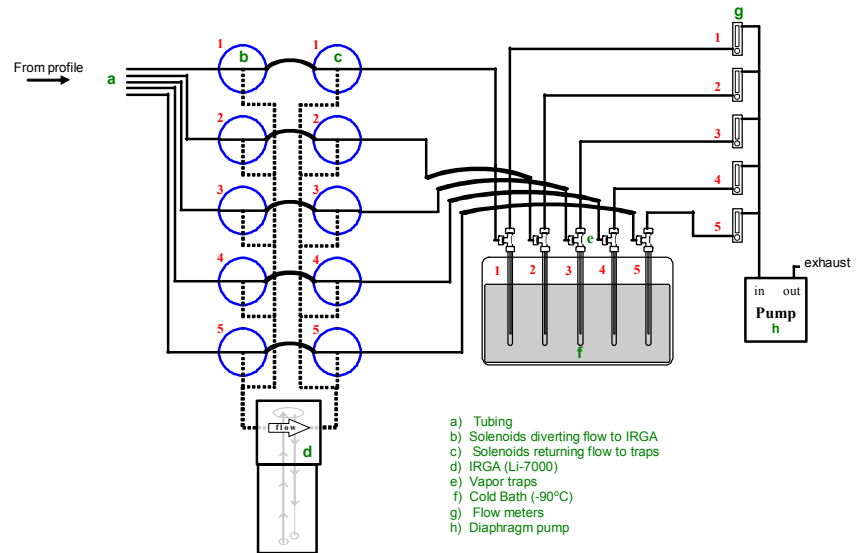 g
1 1 1
From profile b c
a
2
2 2
3
3 3
4
e
1 2 3 4 5
5
4 4
exhaust
in out
Pump
h
5 5
f
flow
d
a) Tubing
b) Solenoids diverting flow to IRGA
c) Solenoids returning flow to traps
d) IRGA (Li-7000)
e) Vapor traps
f) Cold Bath (-90°C)
g) Flow meters
h) Diaphragm pump